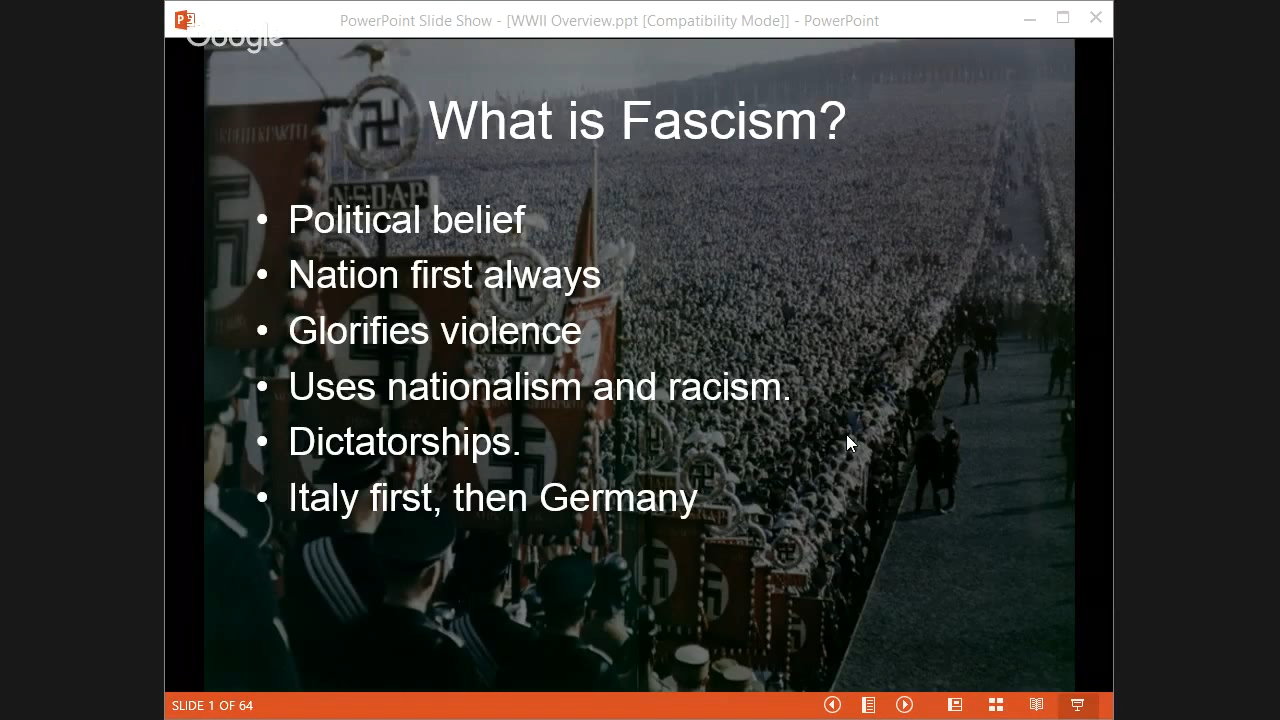 PowerPoint Slide Show - [WWII Overview.ppt [Compatibility Mode]] - PowerPoint
Google
What is Fascism?
N.S.D.A.P.
• Political belief
• Nation first always
• Glorifies violence
• Uses nationalism and racism.
• Dictatorships.
• Italy first, then Germany
SLIDE 1 OF 64